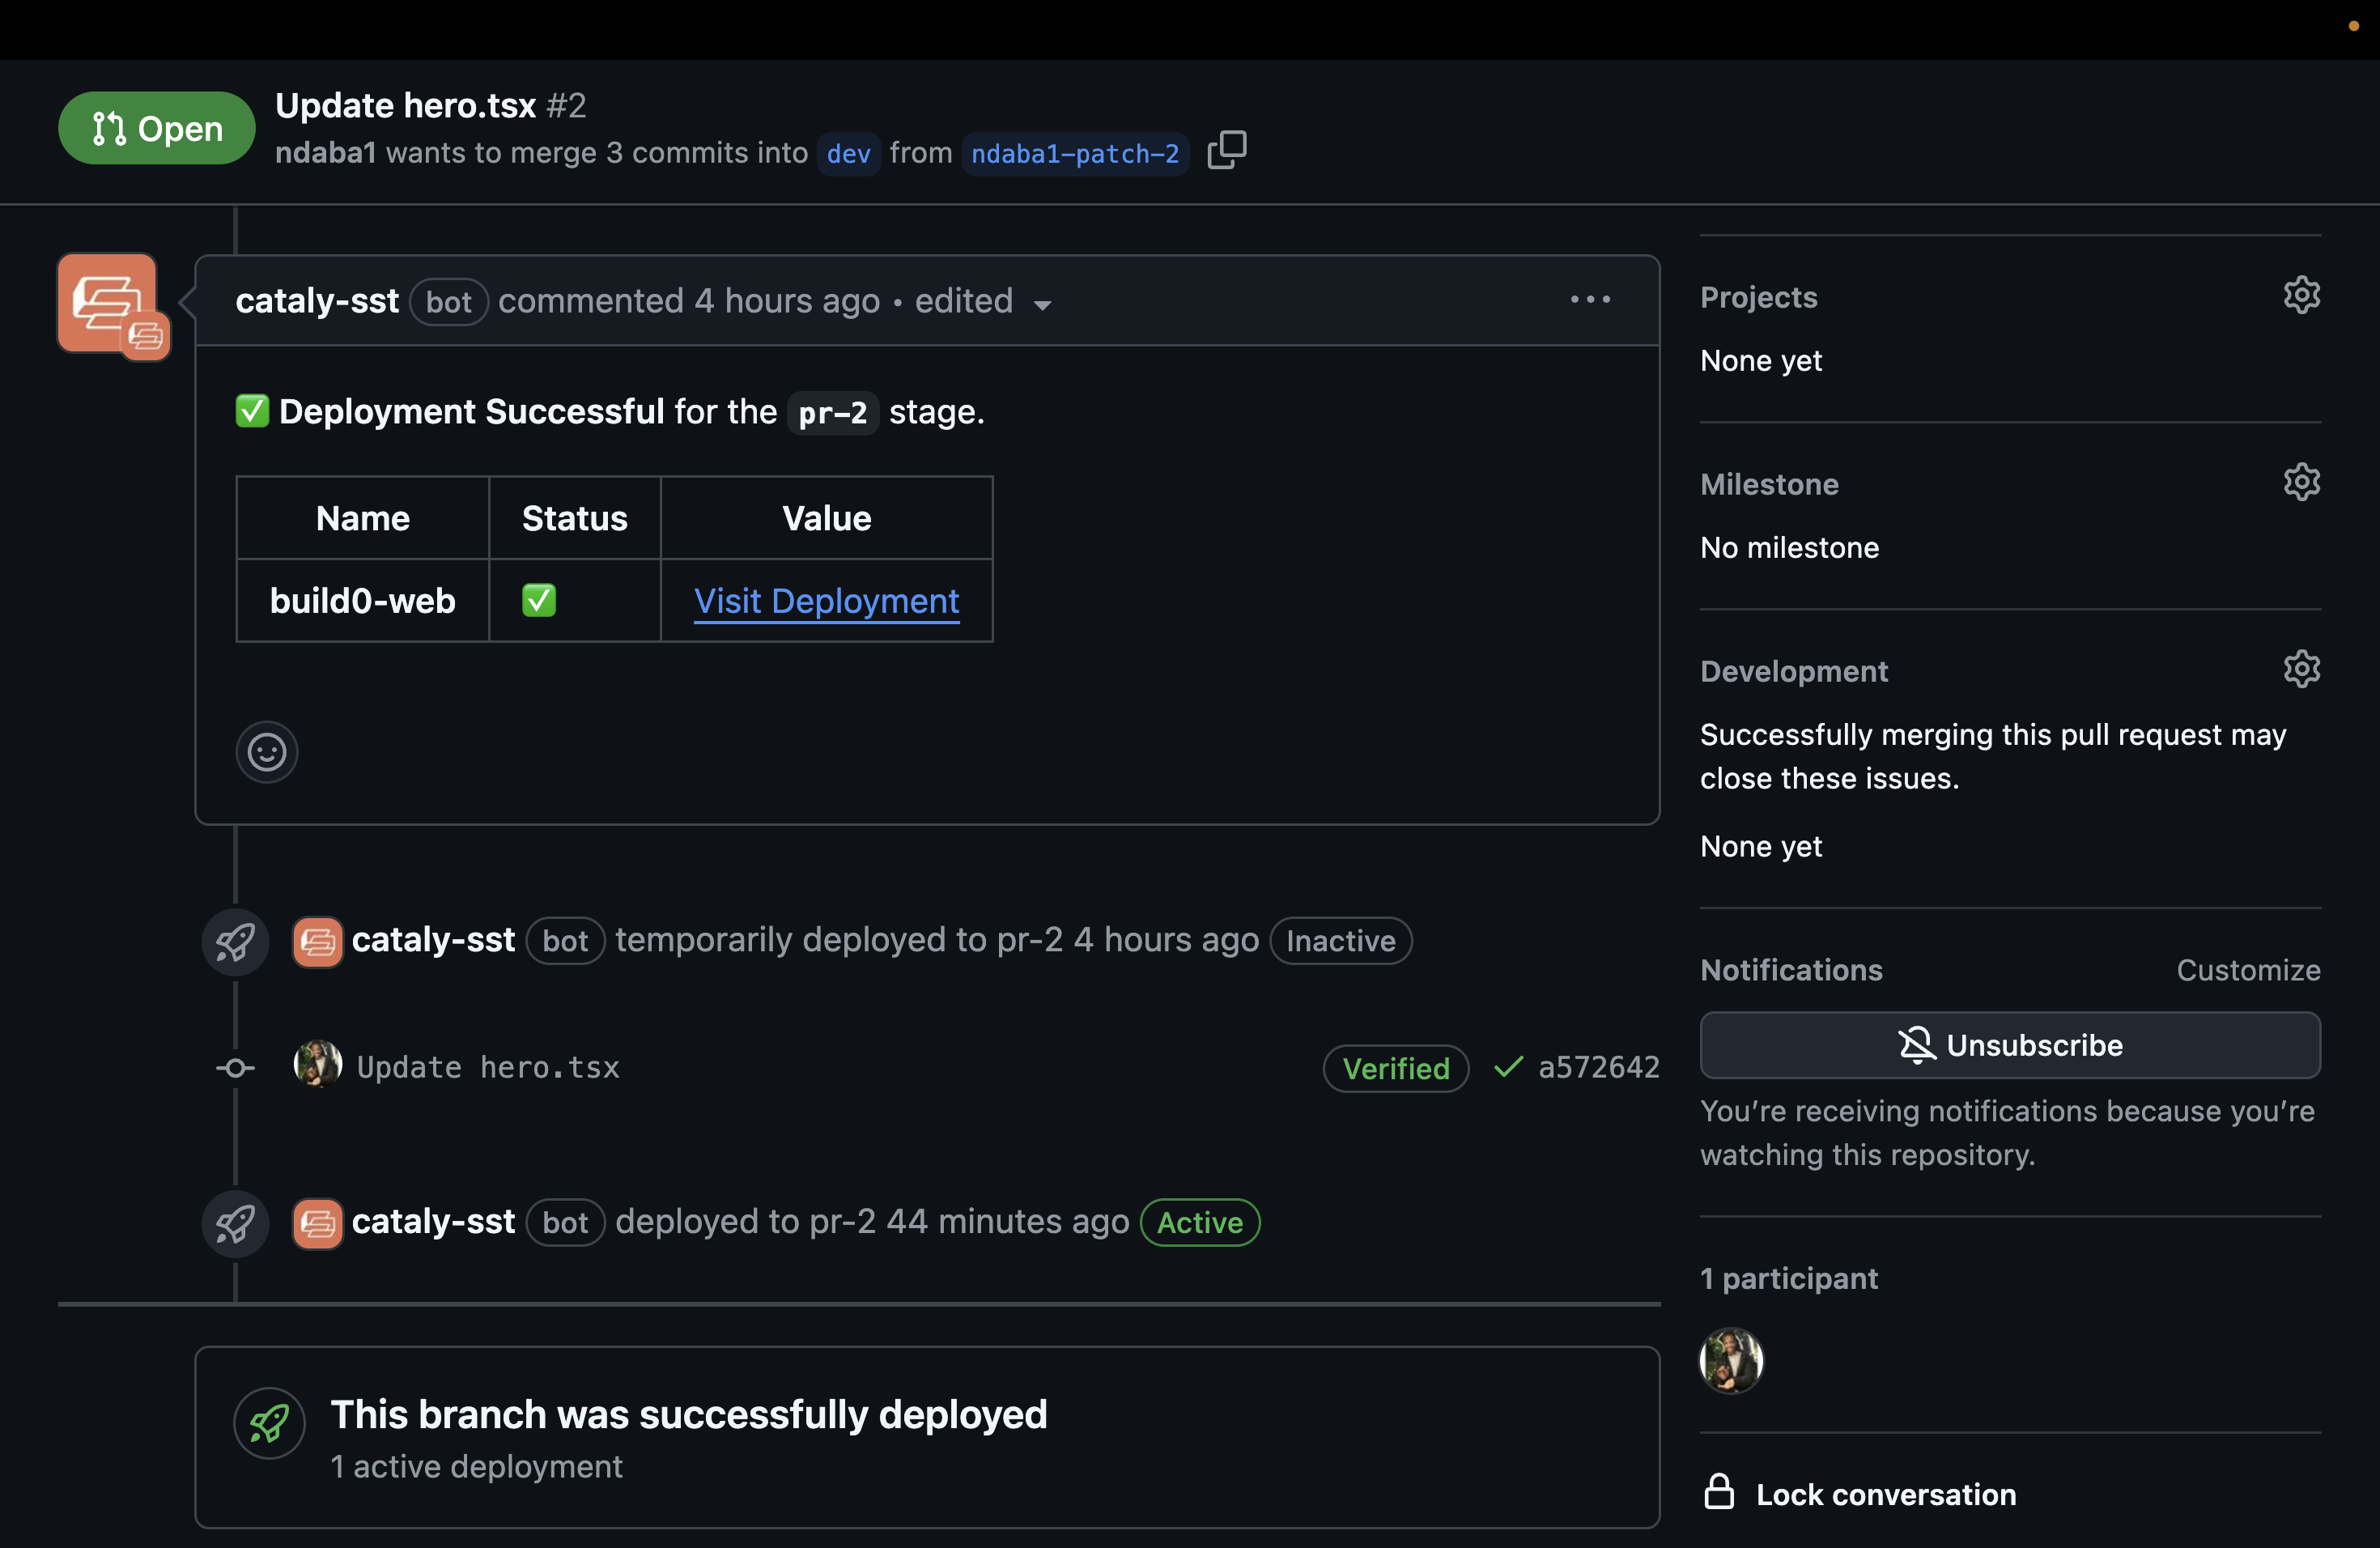 Open
Update hero.tsx #2
ndaba1 wants to merge 3 commits into dev from ndaba1-patch-2
cataly-sst bot commented 4 hours ago • edited
✅ Deployment Successful for the pr-2 stage.
Name Status Value
build0-web ✅ Visit Deployment
cataly-sst bot temporarily deployed to pr-2 4 hours ago Inactive
Update hero.tsx Verified a572642
cataly-sst bot deployed to pr-2 44 minutes ago Active
This branch was successfully deployed
1 active deployment
Projects
None yet
Milestone
No milestone
Development
Successfully merging this pull request may
close these issues.
None yet
Notifications Customize
Unsubscribe
You’re receiving notifications because you’re
watching this repository.
1 participant
Lock conversation